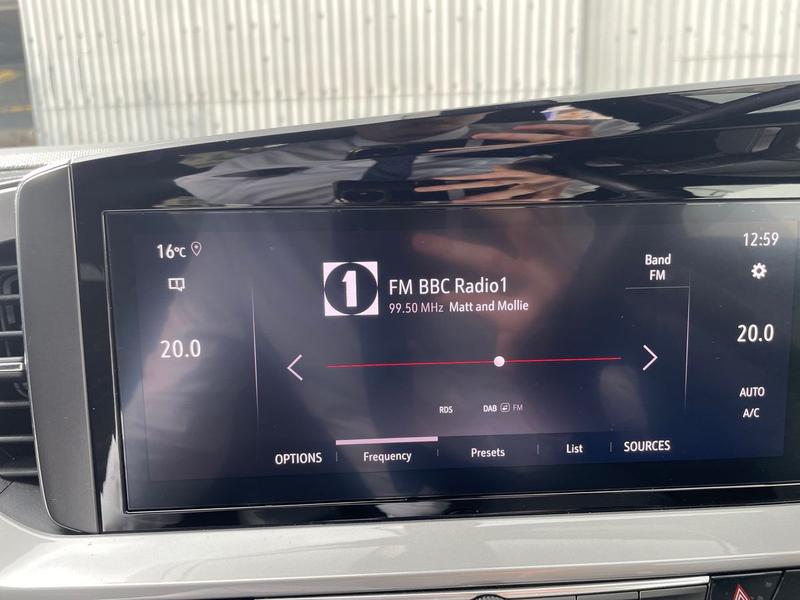 16°C
12:59
Band
FM
1
FM BBC Radio1
99.50 MHz Matt and Mollie
20.0
20.0
AUTO
A/C
RDS
DAB FM
OPTIONS
Frequency
Presets
List
SOURCES